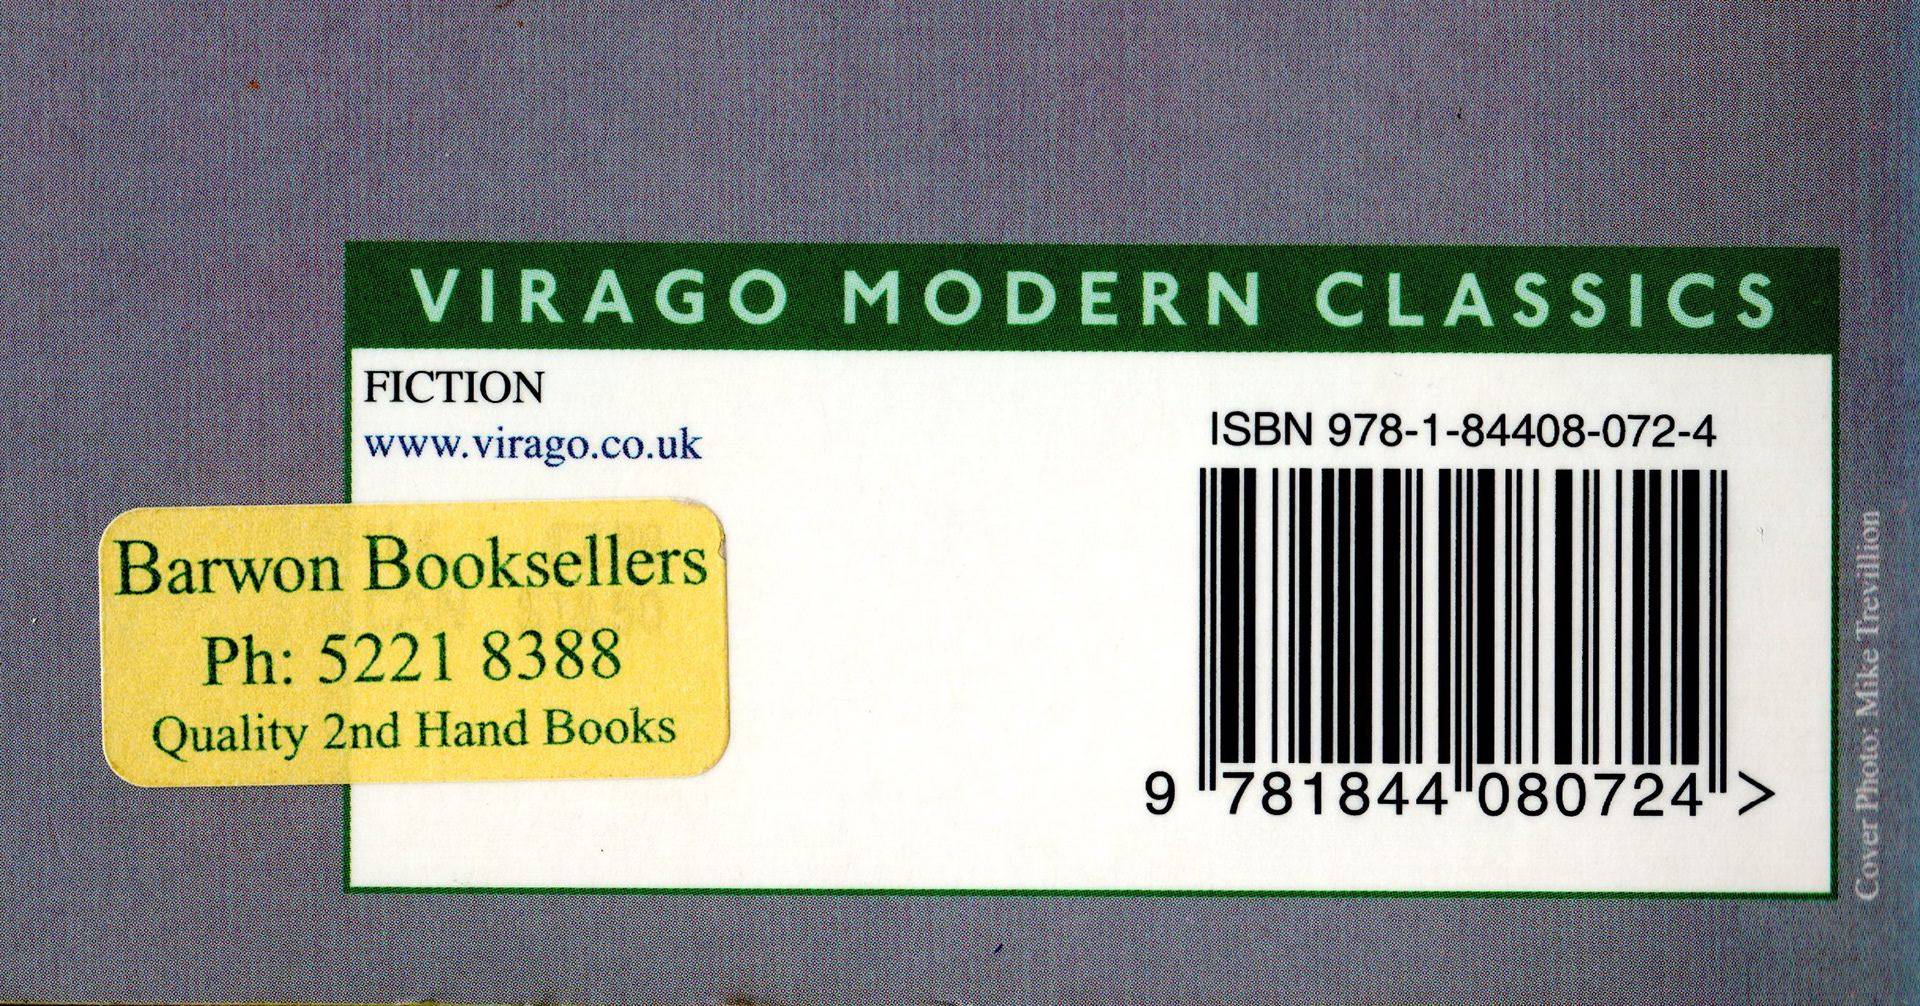 VIRAGO MODERN CLASSICS
FICTION
www.virago.co.uk
ISBN 978-1-84408-072-4
9 781844 080724 >
Barwon Booksellers
Ph: 5221 8388
Quality 2nd Hand Books
Cover Photo: Mike Trevillion